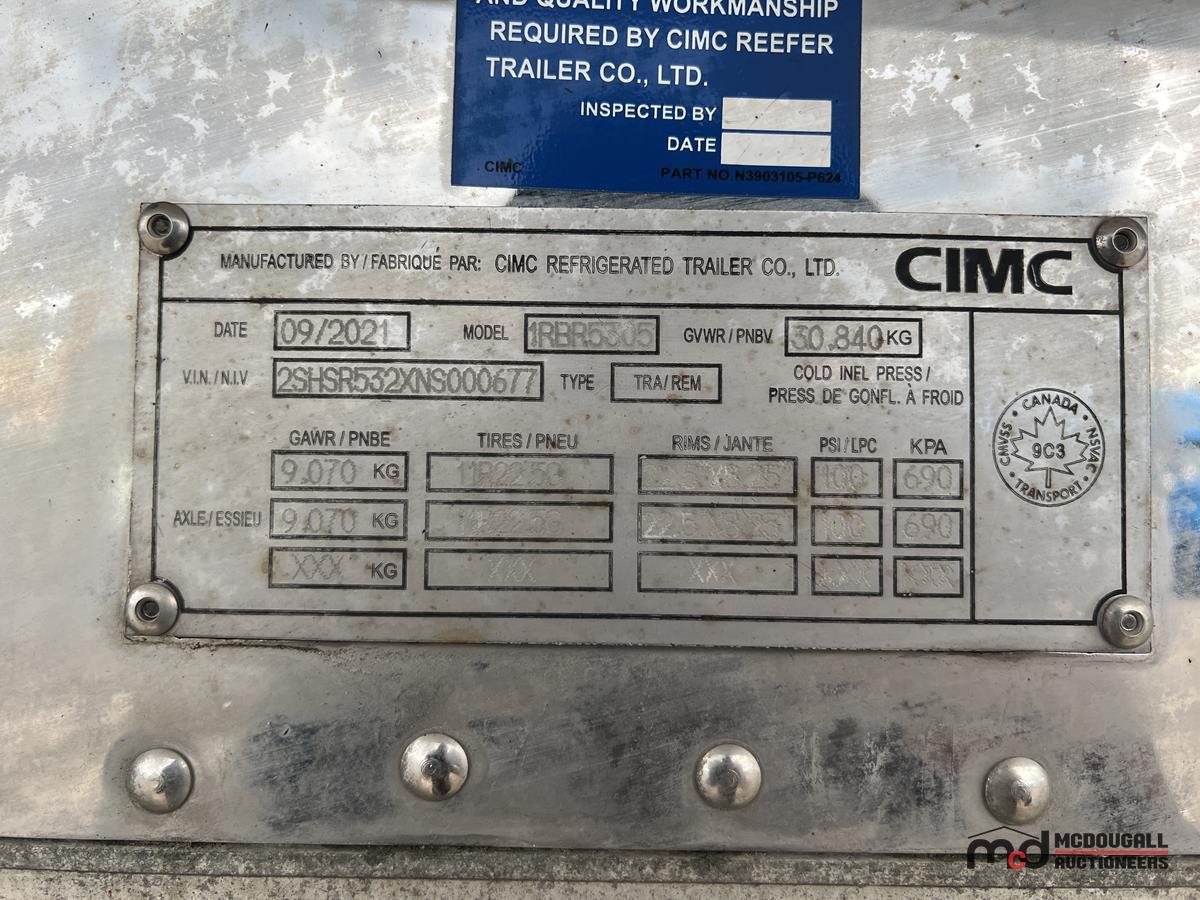 AND QUALITY WORKMANSHIP
REQUIRED BY CIMC REEFER
TRAILER CO., LTD.
INSPECTED BY
DATE
CIMC PART NO.N3903105-P624
MANUFACTURED BY / FABRIQUÉ PAR: CIMC REFRIGERATED TRAILER CO., LTD. CIMC
DATE 09/2021 MODEL 1RBR5305 GVWR / PNBV 30.840 KG
V.I.N. / N.I.V 2SHSR532XNS000677 TYPE TRA/REM COLD INFL PRESS /
PRESS DE GONFL. À FROID
GAWR / PNBE TIRES / PNEU RIMS / JANTE PSI / LPC KPA
9.070 KG 11R22.50 100 690
AXLE / ESSIEU 9.070 KG 100 690
XXX KG XXX XXX XXX XXX
CANADA
CMVSS 9C3 NSVAC
TRANSPORT
mcd MCDOUGALL
AUCTIONEERS